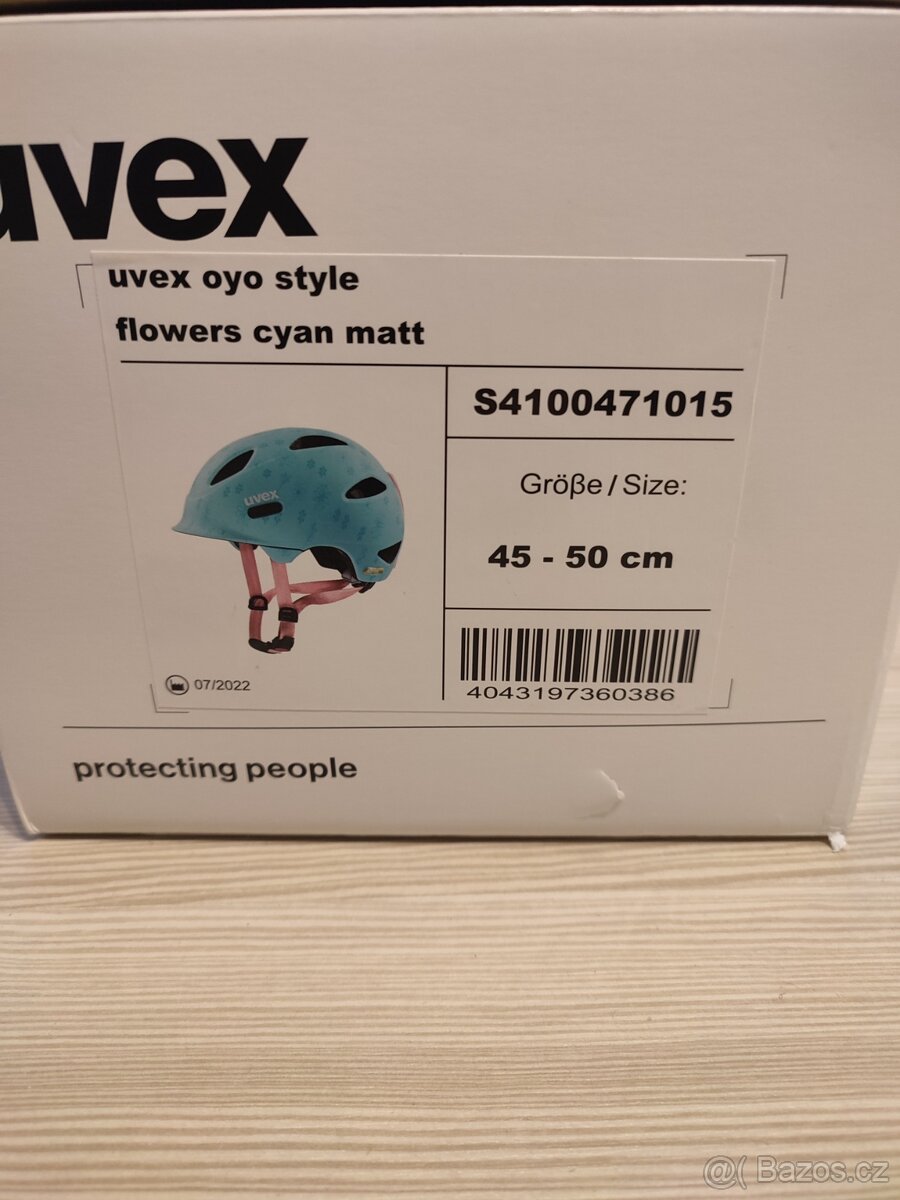 uvex
uvex oyo style
flowers cyan matt
S4100471015
Größe / Size:
uvex
45 - 50 cm
4043197360386
07/2022
protecting people
@( Bazos.cz